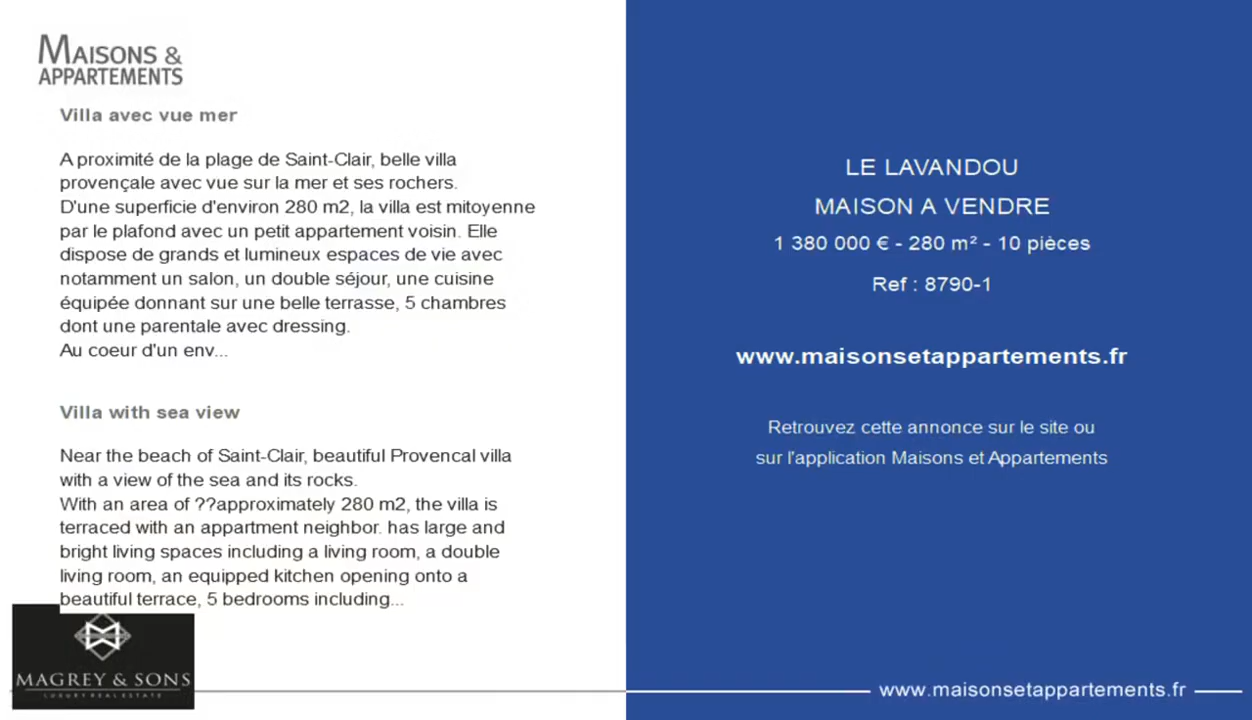 MAISONS &
APPARTEMENTS
Villa avec vue mer
A proximité de la plage de Saint-Clair, belle villa
provençale avec vue sur la mer et ses rochers.
D'une superficie d'environ 280 m2, la villa est mitoyenne
par le plafond avec un petit appartement voisin. Elle
dispose de grands et lumineux espaces de vie avec
notamment un salon, un double séjour, une cuisine
équipée donnant sur une belle terrasse, 5 chambres
dont une parentale avec dressing.
Au coeur d'un env...
Villa with sea view
Near the beach of Saint-Clair, beautiful Provencal villa
with a view of the sea and its rocks.
With an area of ??approximately 280 m2, the villa is
terraced with an appartment neighbor. has large and
bright living spaces including a living room, a double
living room, an equipped kitchen opening onto a
beautiful terrace, 5 bedrooms including...
MAGREY & SONS
LUXURY REAL ESTATE
LE LAVANDOU
MAISON A VENDRE
1 380 000 € - 280 m² - 10 pièces
Ref : 8790-1
www.maisonsetappartements.fr
Retrouvez cette annonce sur le site ou
sur l'application Maisons et Appartements
www.maisonsetappartements.fr